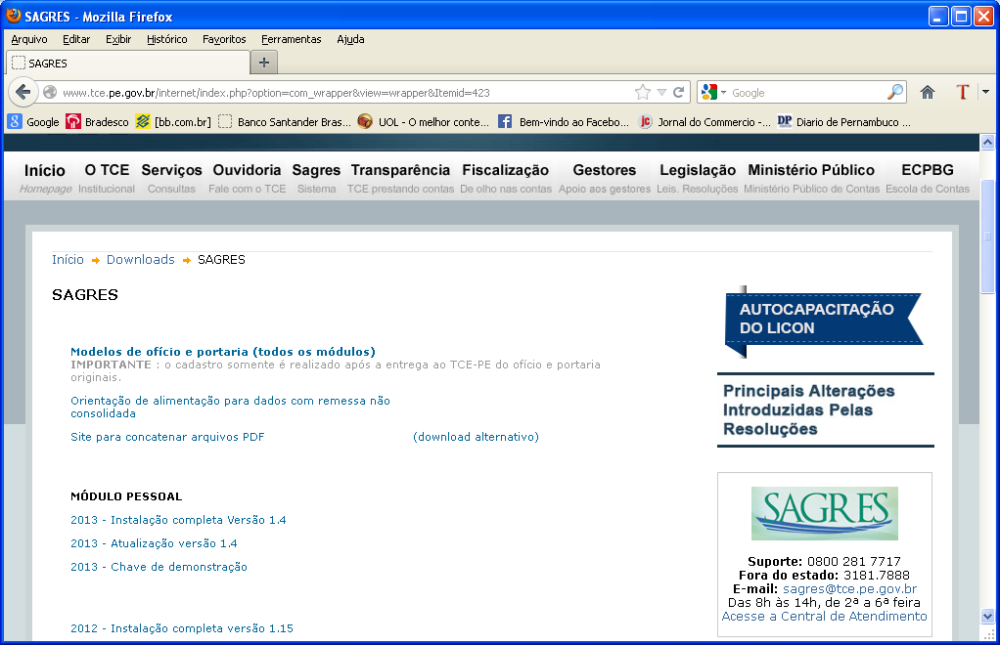 SAGRES - Mozilla Firefox
Arquivo Editar Exibir Histórico Favoritos Ferramentas Ajuda
SAGRES
www.tce.pe.gov.br/internet/index.php?option=com_wrapper&view=wrapper&Itemid=423 Google T
Google Bradesco [bb.com.br] Banco Santander Bras... UOL - O melhor conte... Bem-vindo ao Facebo... JC Jornal do Commercio -... DP Diario de Pernambuco ...
Início O TCE Serviços Ouvidoria Sagres Transparência Fiscalização Gestores Legislação Ministério Público ECPBG
Homepage Institucional Consultas Fale com o TCE Sistema TCE prestando contas De olho nas contas Apoio aos gestores Leis. Resoluções Ministério Público de Contas Escola de Contas
Início Downloads SAGRES
SAGRES
Modelos de ofício e portaria (todos os módulos)
IMPORTANTE : o cadastro somente é realizado após a entrega ao TCE-PE do ofício e portaria
originais.
Orientação de alimentação para dados com remessa não
consolidada
Site para concatenar arquivos PDF (download alternativo)
MÓDULO PESSOAL
2013 - Instalação completa Versão 1.4
2013 - Atualização versão 1.4
2013 - Chave de demonstração
2012 - Instalação completa versão 1.15
AUTOCAPACITAÇÃO
DO LICON
Principais Alterações
Introduzidas Pelas
Resoluções
SAGRES
Suporte: 0800 281 7717
Fora do estado: 3181.7888
E-mail: sagres@tce.pe.gov.br
Das 8h às 14h, de 2ª a 6ª feira
Acesse a Central de Atendimento